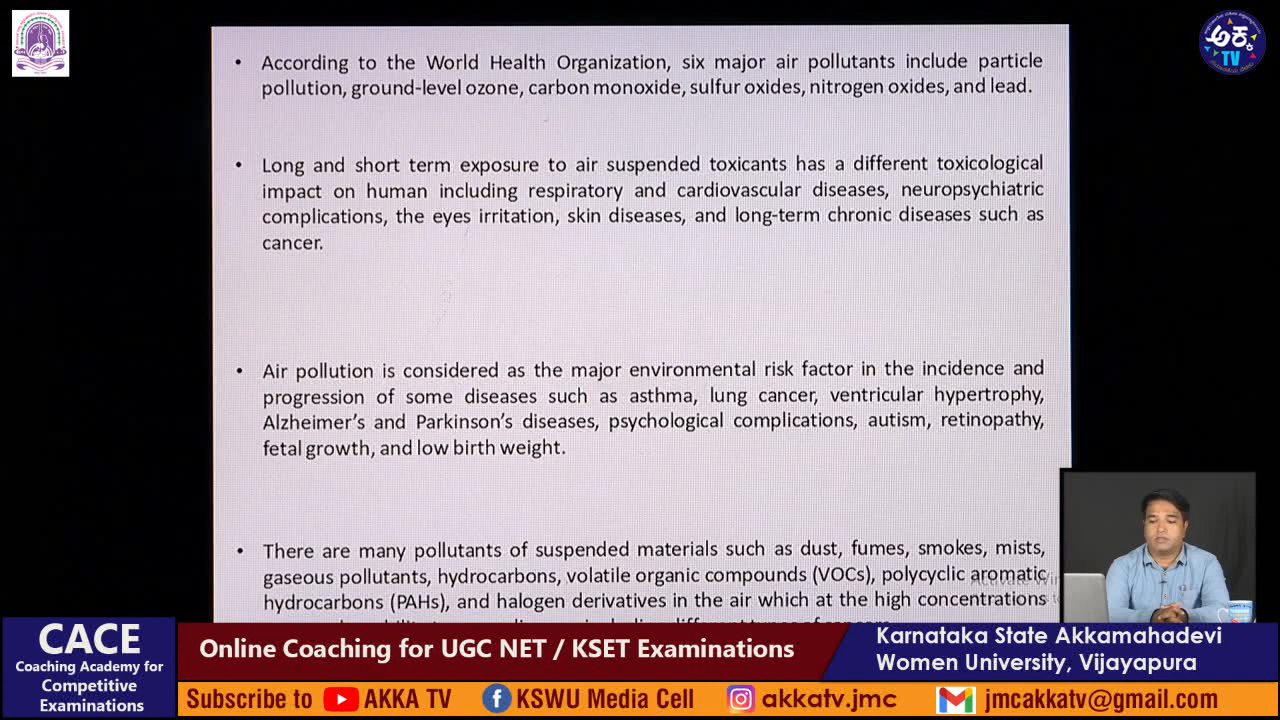 • According to the World Health Organization, six major air pollutants include particle
pollution, ground-level ozone, carbon monoxide, sulfur oxides, nitrogen oxides, and lead.
• Long and short term exposure to air suspended toxicants has a different toxicological
impact on human including respiratory and cardiovascular diseases, neuropsychiatric
complications, the eyes irritation, skin diseases, and long-term chronic diseases such as
cancer.
• Air pollution is considered as the major environmental risk factor in the incidence and
progression of some diseases such as asthma, lung cancer, ventricular hypertrophy,
Alzheimer's and Parkinson's diseases, psychological complications, autism, retinopathy,
fetal growth, and low birth weight.
• There are many pollutants of suspended materials such as dust, fumes, smokes, mists,
gaseous pollutants, hydrocarbons, volatile organic compounds (VOCs), polycyclic aromatic
hydrocarbons (PAHs), and halogen derivatives in the air which at the high concentrations
Activate Wi
ಅಕ್ಕ
TV
CACE
Coaching Academy for
Competitive
Examinations
Online Coaching for UGC NET / KSET Examinations
Karnataka State Akkamahadevi
Women University, Vijayapura
Subscribe to AKKA TV KSWU Media Cell akkatv.jmc jmcakkatv@gmail.com